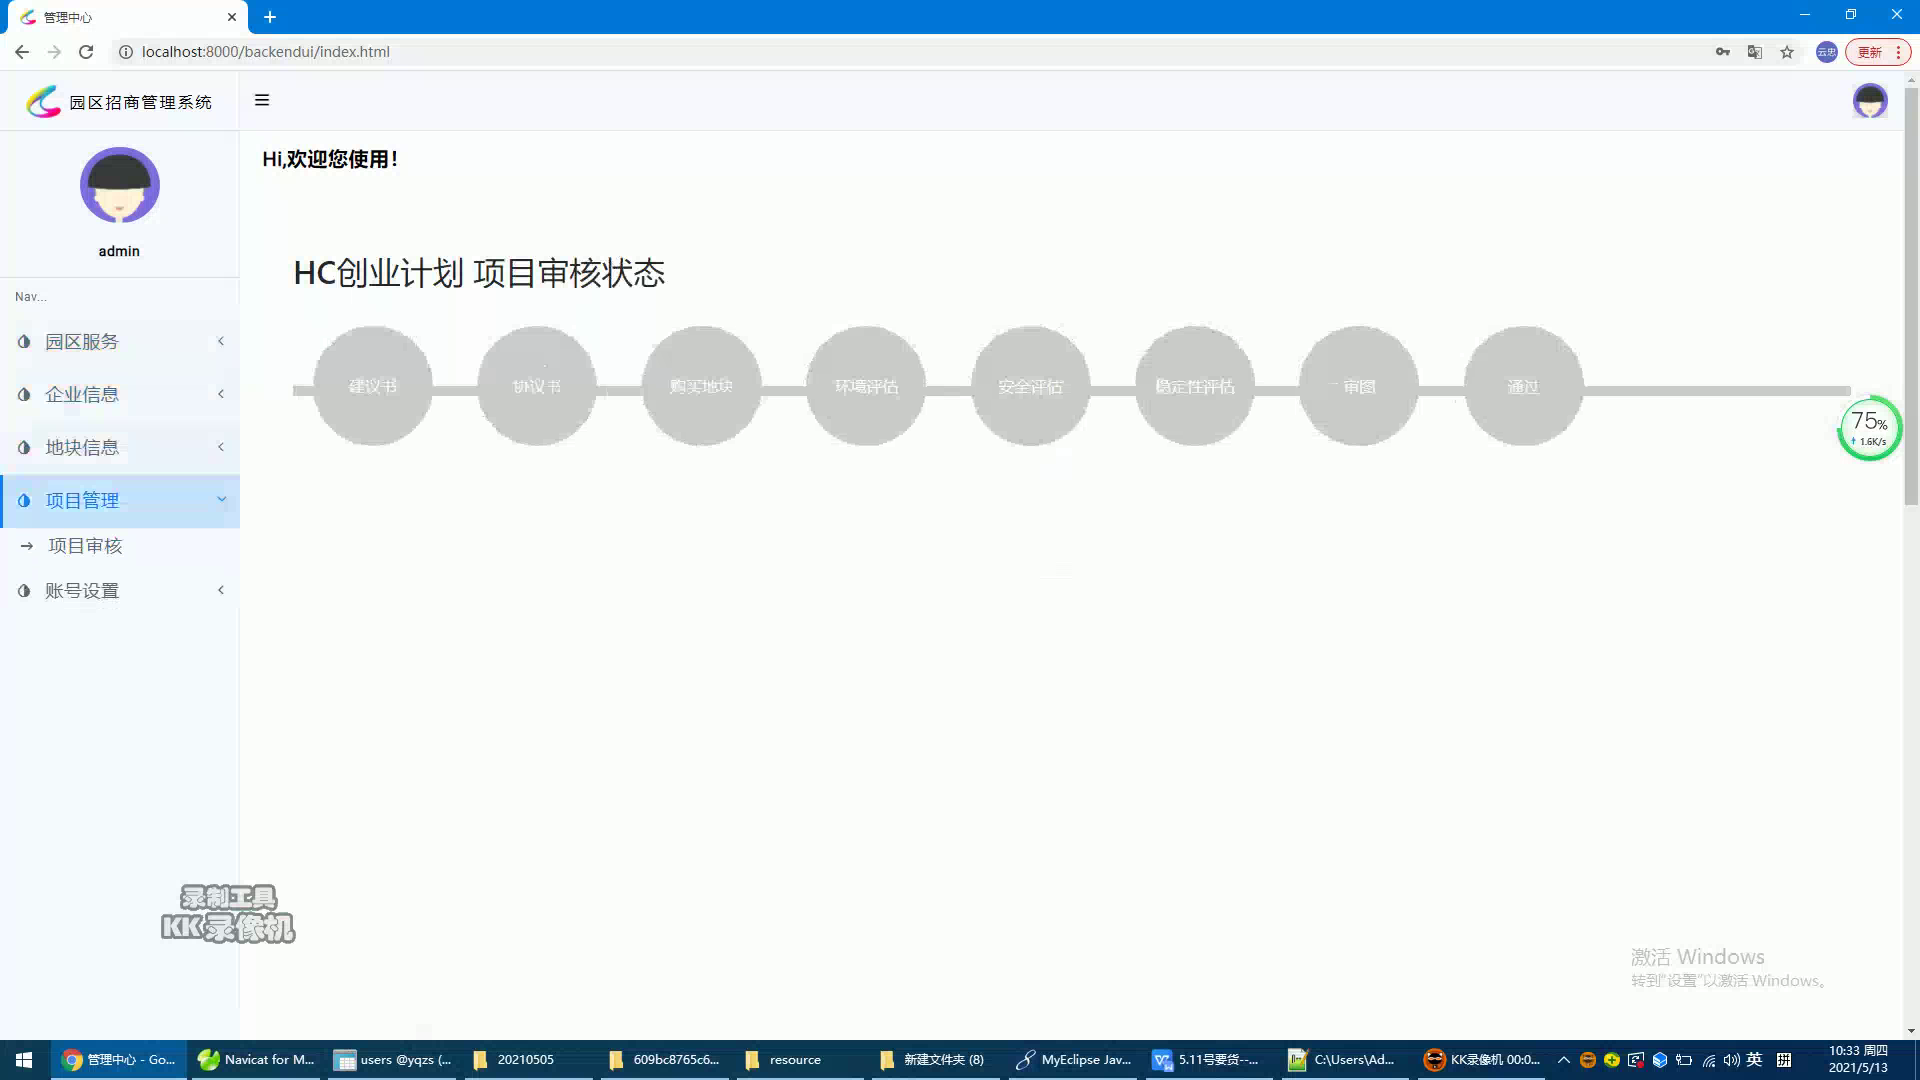 管理中心
localhost:8000/backendui/index.html
云忠
更新
园区招商管理系统
Hi,欢迎您使用!
admin
HC创业计划 项目审核状态
Nav...
园区服务
企业信息
地块信息
项目管理
项目审核
账号设置
建议书
协议书
购买地块
环境评估
安全评估
稳定性评估
审图
通过
75%
1.6K/s
录制工具
KK录像机
激活 Windows
转到"设置"以激活 Windows。
管理中心 - Go...
Navicat for M...
users @yqzs (...
20210505
609bc8765c6...
resource
新建文件夹 (8)
MyEclipse Jav...
5.11号要货--...
C:\Users\Ad...
KK录像机 00:0...
英
拼
10:33 周四
2021/5/13